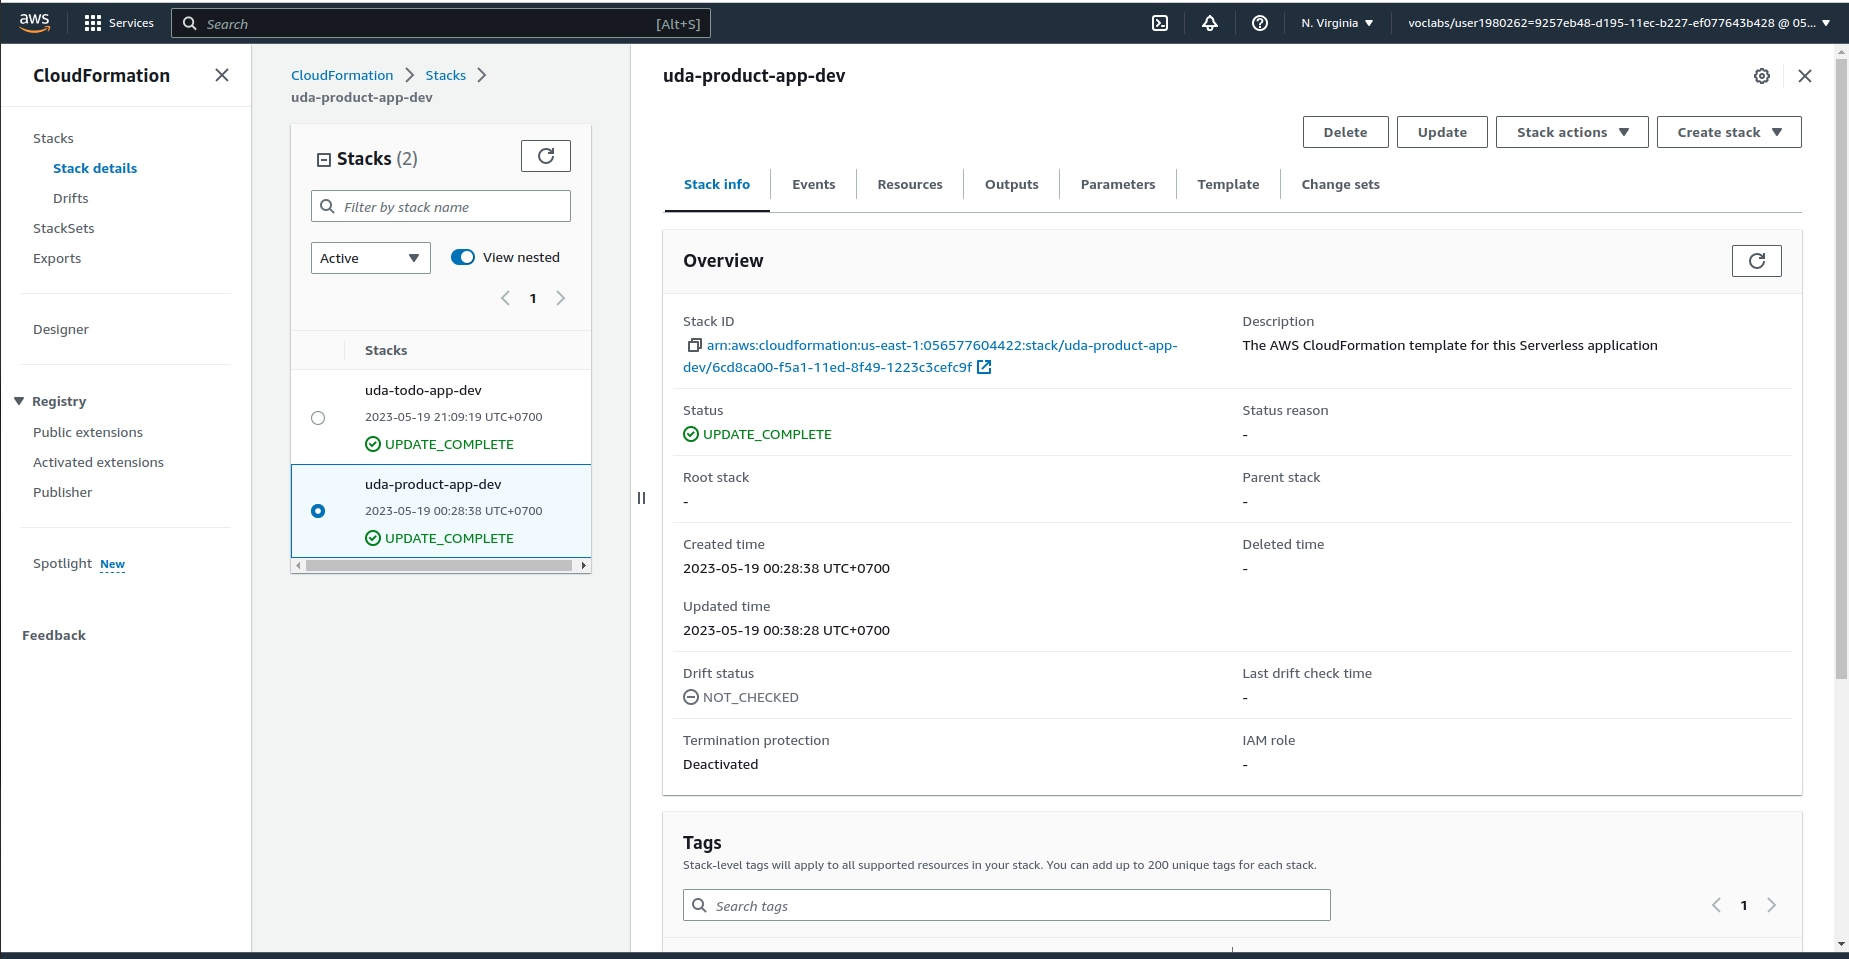 aws
Services
Search [Alt+S]
N. Virginia
voclabs/user1980262=9257eb48-d195-11ec-b227-ef077643b428 @ 05...
CloudFormation
Stacks
Stack details
Drifts
StackSets
Exports
Designer
Registry
Public extensions
Activated extensions
Publisher
Spotlight New
Feedback
CloudFormation
Stacks
uda-product-app-dev
Stacks (2)
Filter by stack name
Active
View nested
1
Stacks
uda-todo-app-dev
2023-05-19 21:09:19 UTC+0700
UPDATE_COMPLETE
uda-product-app-dev
2023-05-19 00:28:38 UTC+0700
UPDATE_COMPLETE
uda-product-app-dev
Delete
Update
Stack actions
Create stack
Stack info
Events
Resources
Outputs
Parameters
Template
Change sets
Overview
Stack ID
arn:aws:cloudformation:us-east-1:056577604422:stack/uda-product-app-
dev/6cd8ca00-f5a1-11ed-8f49-1223c3cefc9f
Description
The AWS CloudFormation template for this Serverless application
Status
UPDATE_COMPLETE
Status reason
-
Root stack
-
Parent stack
-
Created time
2023-05-19 00:28:38 UTC+0700
Deleted time
-
Updated time
2023-05-19 00:38:28 UTC+0700
Drift status
NOT_CHECKED
Last drift check time
-
Termination protection
Deactivated
IAM role
-
Tags
Stack-level tags will apply to all supported resources in your stack. You can add up to 200 unique tags for each stack.
Search tags
1